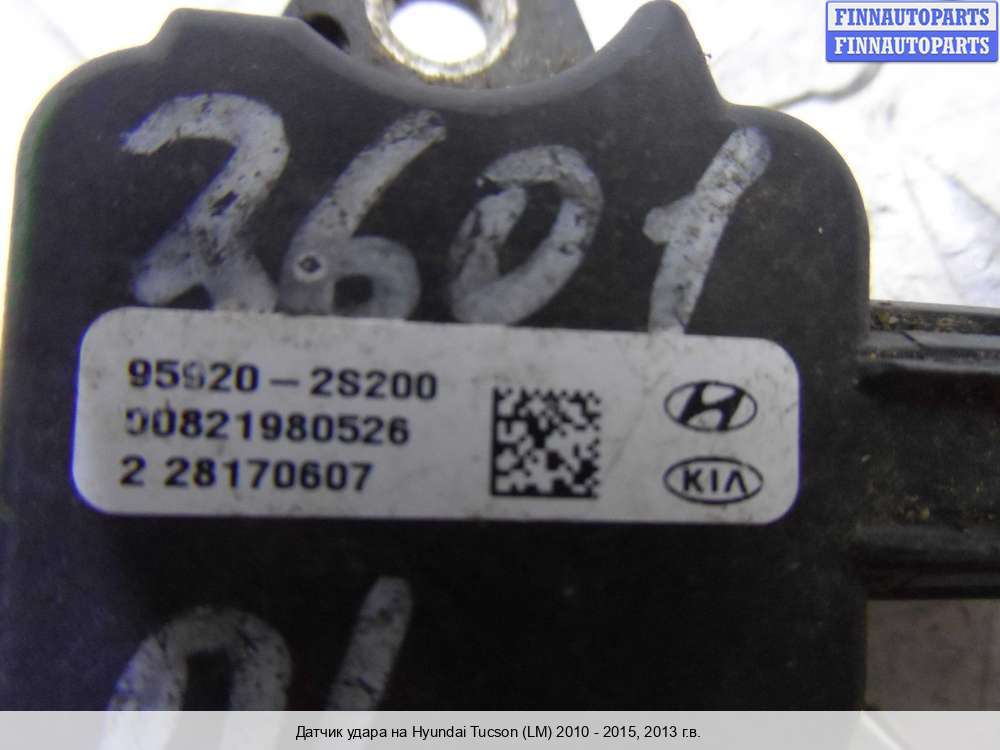 FINNAUTOPARTS
FINNAUTOPARTS
3601
95920-2S200
00821980526
2 28170607
KIA
Датчик удара на Hyundai Tucson (LM) 2010 - 2015, 2013 г.в.